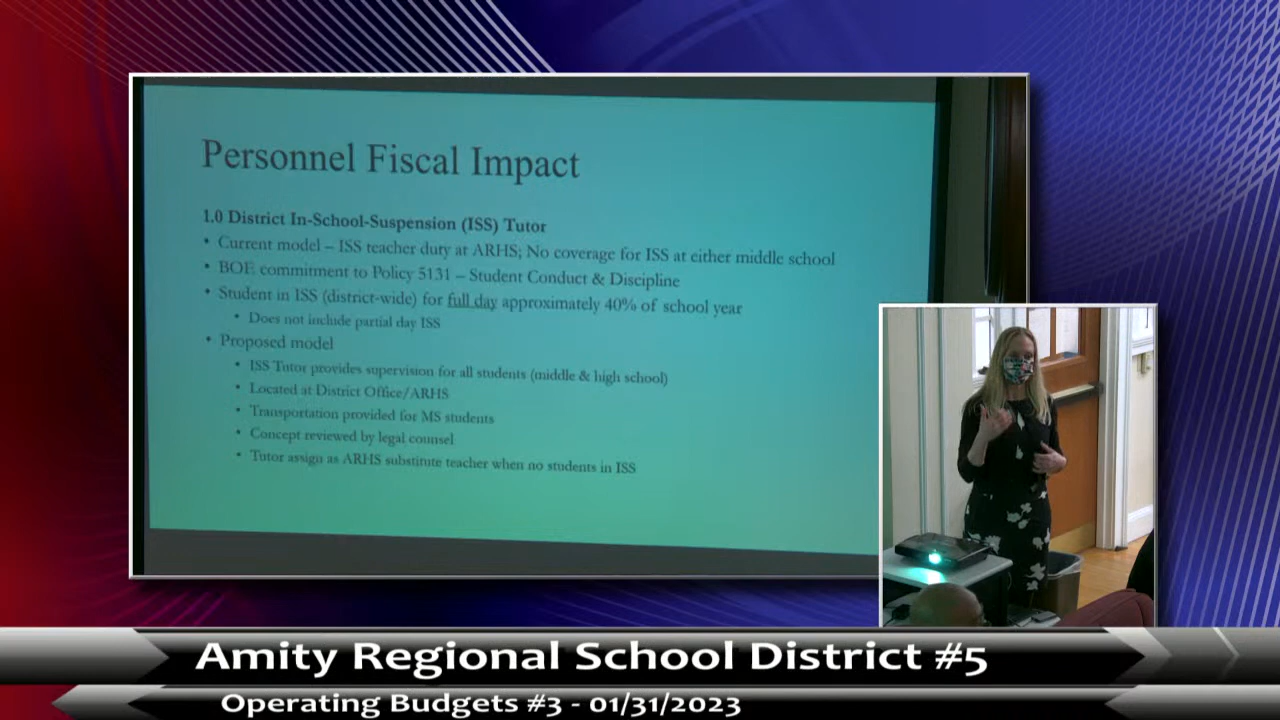 Personnel Fiscal Impact
1.0 District In-School-Suspension (ISS) Tutor
• Current model – ISS teacher duty at ARHS; No coverage for ISS at either middle school
• BOE commitment to Policy 5131 – Student Conduct & Discipline
• Student in ISS (district-wide) for full day approximately 40% of school year
• Does not include partial day ISS
• Proposed model
• ISS Tutor provides supervision for all students (middle & high school)
• Located at District Office/ARHS
• Transportation provided for MS students
• Concept reviewed by legal counsel
• Tutor assign as ARHS substitute teacher when no students in ISS
Amity Regional School District #5
Operating Budgets #3 - 01/31/2023